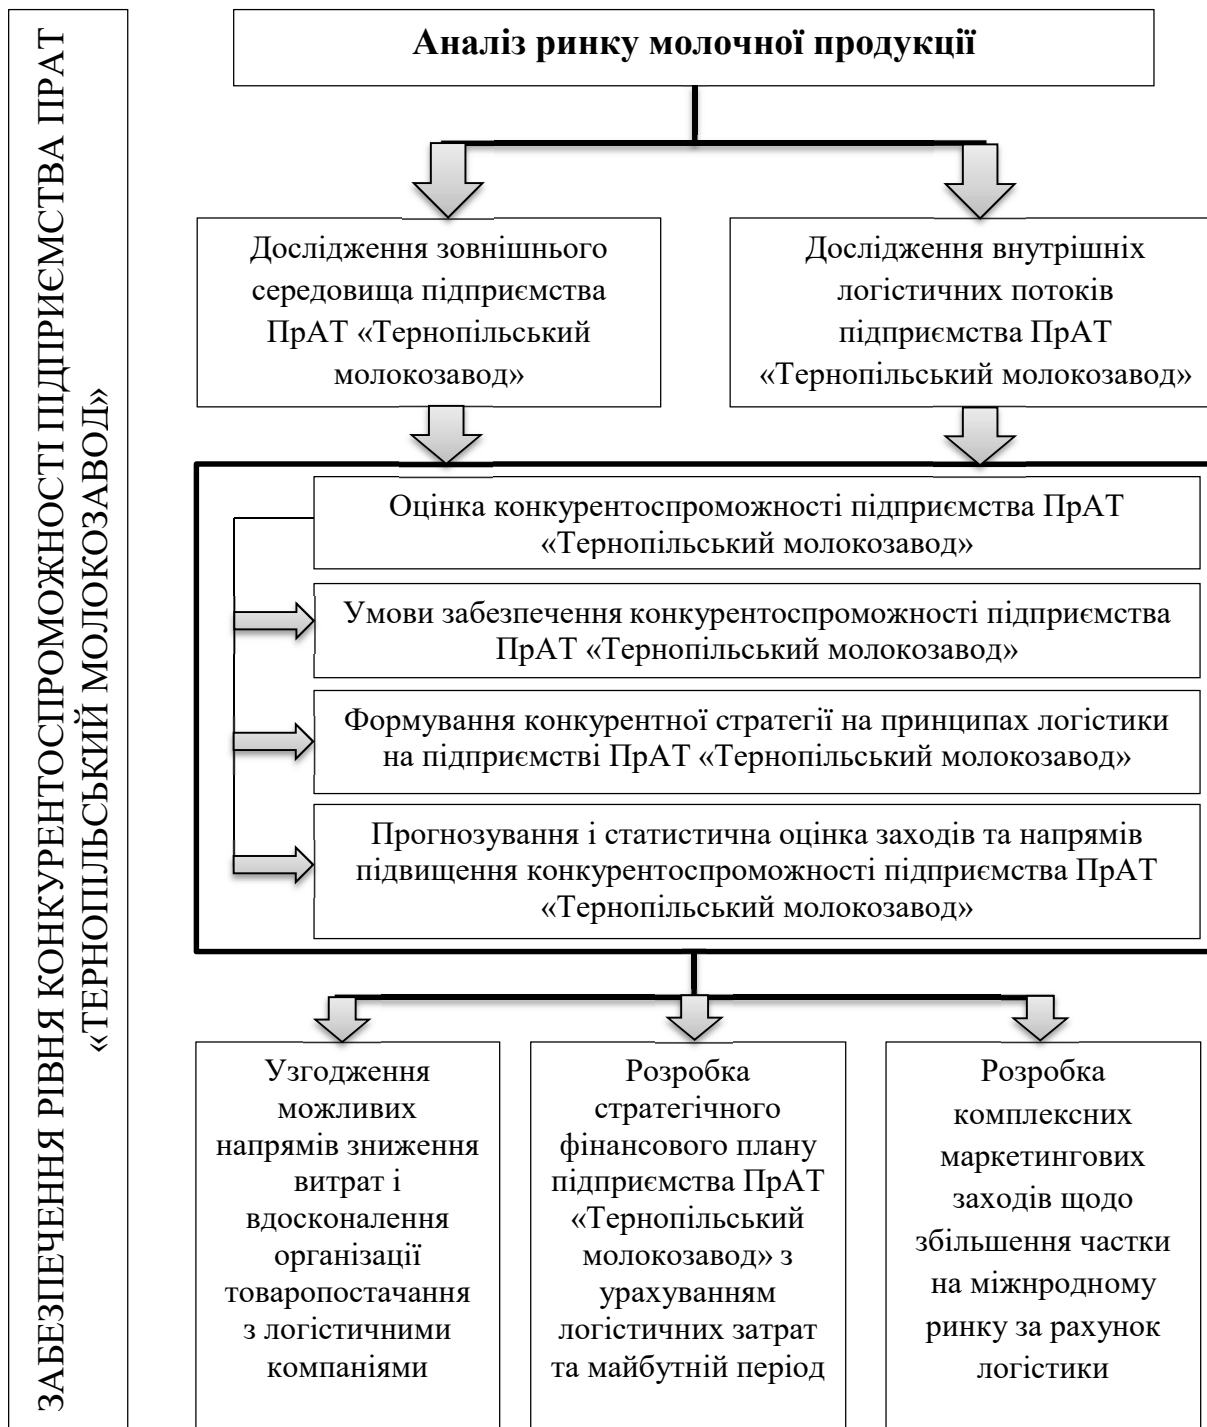 ЗАБЕЗПЕЧЕННЯ РІВНЯ КОНКУРЕНТОСПРОМОЖНОСТІ ПІДПРИЄМСТВА ПРАТ
«ТЕРНОПІЛЬСЬКИЙ МОЛОКОЗАВОД»
Аналіз ринку молочної продукції
Дослідження зовнішнього
середовища підприємства
ПрАТ «Тернопільський
молокозавод»
Дослідження внутрішніх
логістичних потоків
підприємства ПрАТ
«Тернопільський молокозавод»
Оцінка конкурентоспроможності підприємства ПрАТ
«Тернопільський молокозавод»
Умови забезпечення конкурентоспроможності підприємства
ПрАТ «Тернопільський молокозавод»
Формування конкурентної стратегії на принципах логістики
на підприємстві ПрАТ «Тернопільський молокозавод»
Прогнозування і статистична оцінка заходів та напрямів
підвищення конкурентоспроможності підприємства ПрАТ
«Тернопільський молокозавод»
Узгодження
можливих
напрямів зниження
витрат і
вдосконалення
організації
товаропостачання
з логістичними
компаніями
Розробка
стратегічного
фінансового плану
підприємства ПрАТ
«Тернопільський
молокозавод» з
урахуванням
логістичних затрат
та майбутній період
Розробка
комплексних
маркетингових
заходів щодо
збільшення частки
на міжнродному
ринку за рахунок
логістики